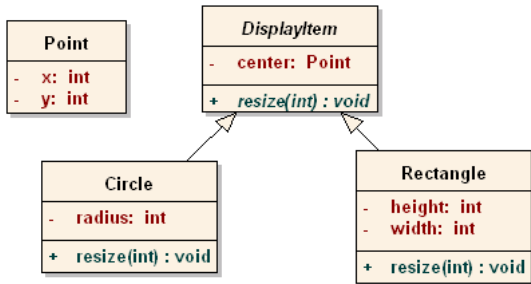 Point
- x: int
- y: int
DisplayItem
- center: Point
+ resize(int) : void
Circle
- radius: int
+ resize(int) : void
Rectangle
- height: int
- width: int
+ resize(int) : void